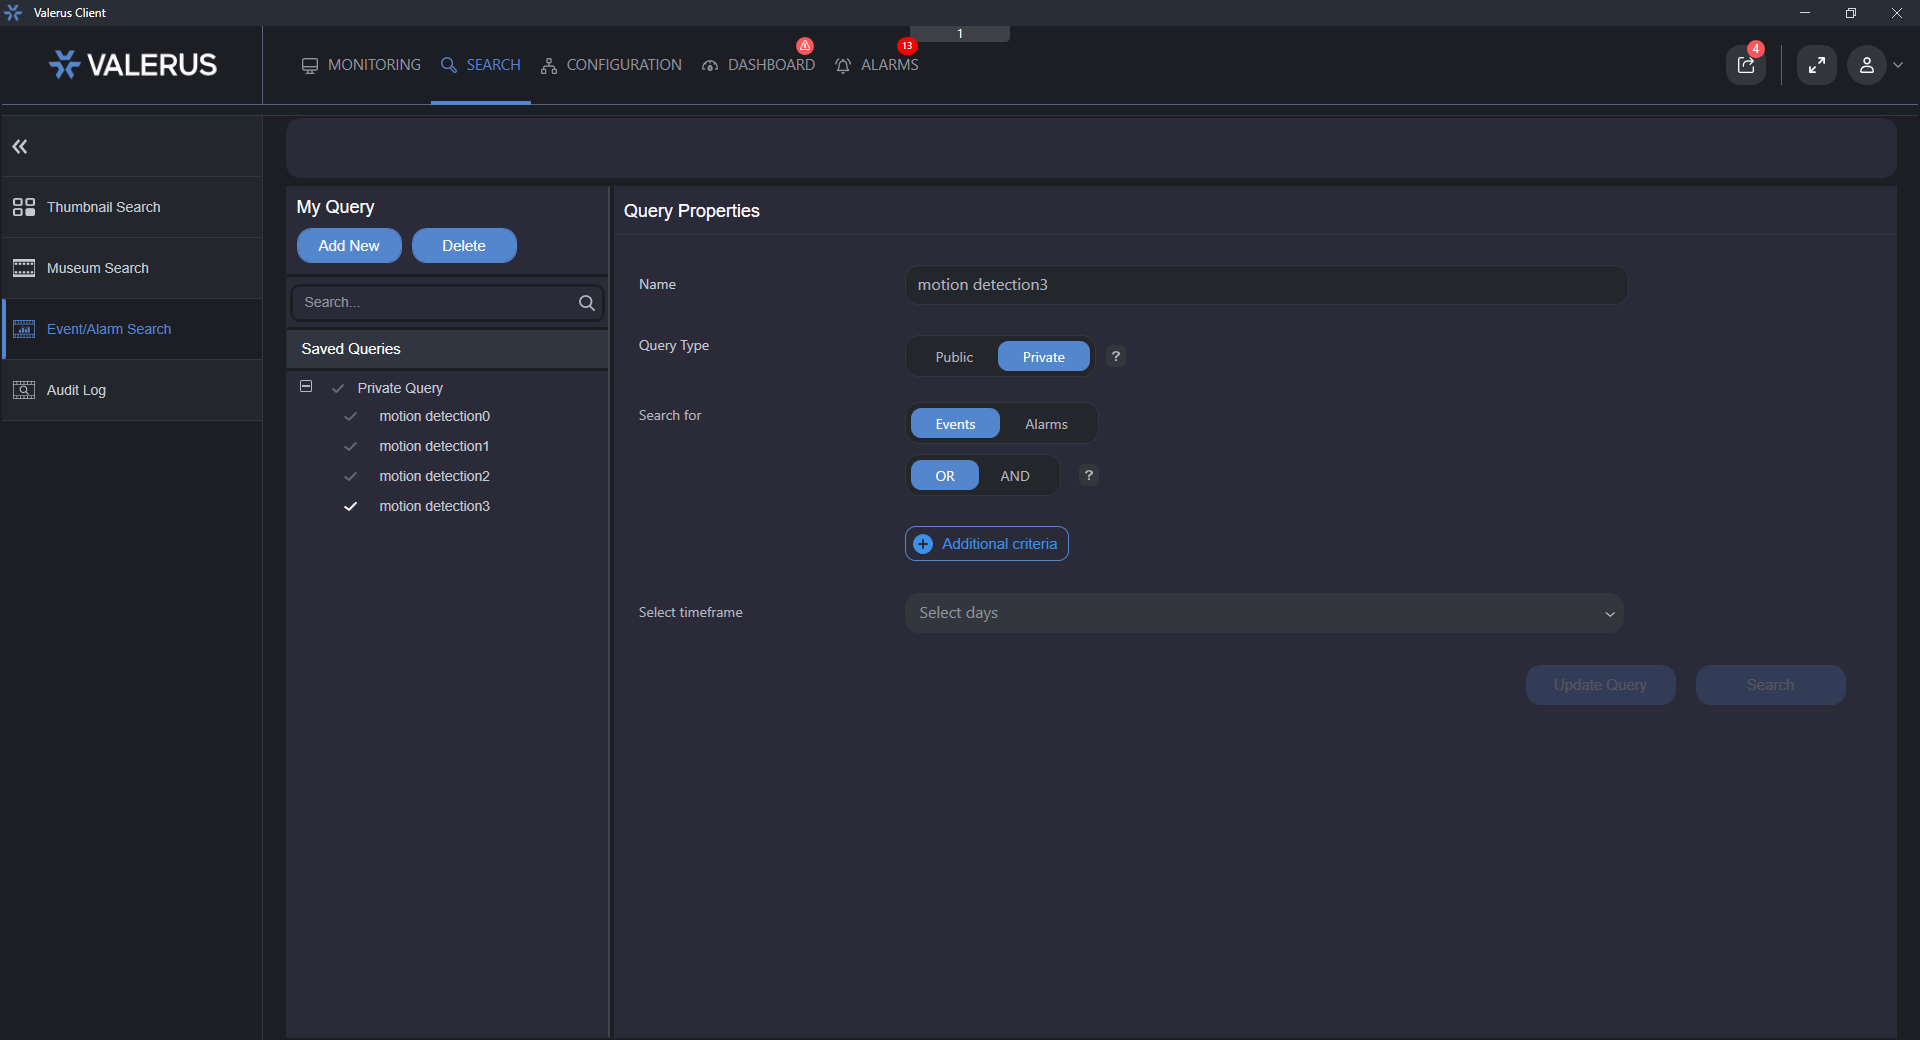 Valerus Client
1
VALERUS
MONITORING
SEARCH
CONFIGURATION
DASHBOARD
13
ALARMS
4
Thumbnail Search
Museum Search
Event/Alarm Search
Audit Log
My Query
Add New
Delete
Search...
Saved Queries
Private Query
motion detection0
motion detection1
motion detection2
motion detection3
Query Properties
Name
motion detection3
Query Type
Public
Private
?
Search for
Events
Alarms
OR
AND
?
Additional criteria
Select timeframe
Select days
Update Query
Search